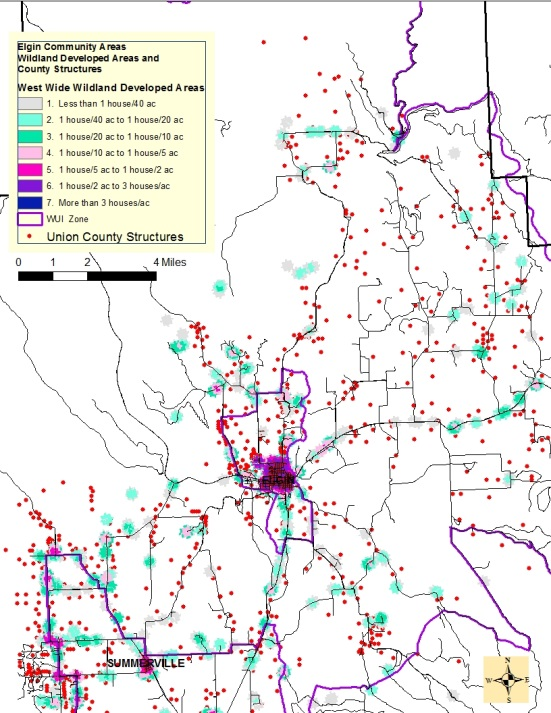 Elgin Community Areas
Wildland Developed Areas and
County Structures
West Wide Wildland Developed Areas
1. Less than 1 house/40 ac
2. 1 house/40 ac to 1 house/20 ac
3. 1 house/20 ac to 1 house/10 ac
4. 1 house/10 ac to 1 house/5 ac
5. 1 house/5 ac to 1 house/2 ac
6. 1 house/2 ac to 3 houses/ac
7. More than 3 houses/ac
WUI Zone
Union County Structures
0 1 2 4 Miles
ELGIN
SUMMERVILLE
N
W E
S